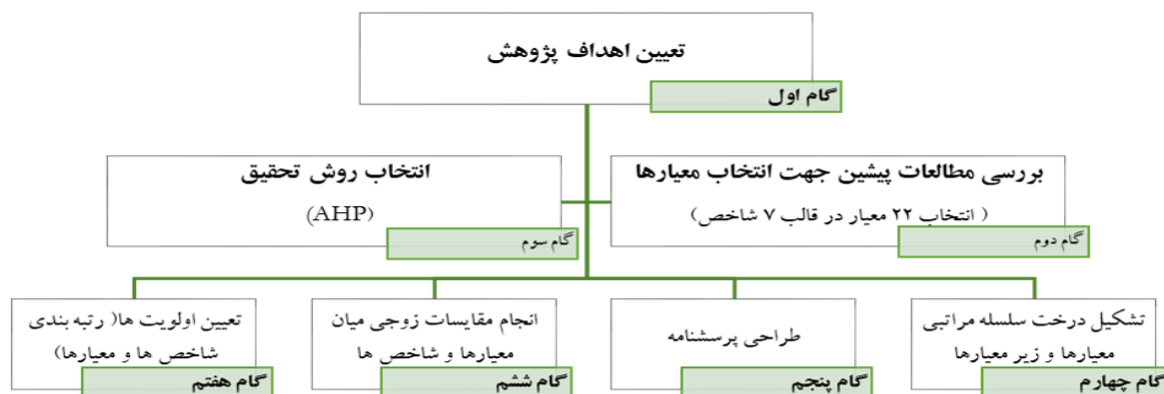 تعیین اهداف پژوهش
گام اول
بررسی مطالعات پیشین جهت انتخاب معیارها
( انتخاب ۲۲ معیار در قالب ۷ شاخص)
گام دوم
انتخاب روش تحقیق
(AHP)
گام سوم
تشکیل درخت سلسله مراتبی
معیارها و زیر معیارها
گام چهارم
طراحی پرسشنامه
گام پنجم
انجام مقایسات زوجی میان
معیارها و شاخص ها
گام ششم
تعیین اولویت ها( رتبه بندی
شاخص ها و معیارها)
گام هفتم